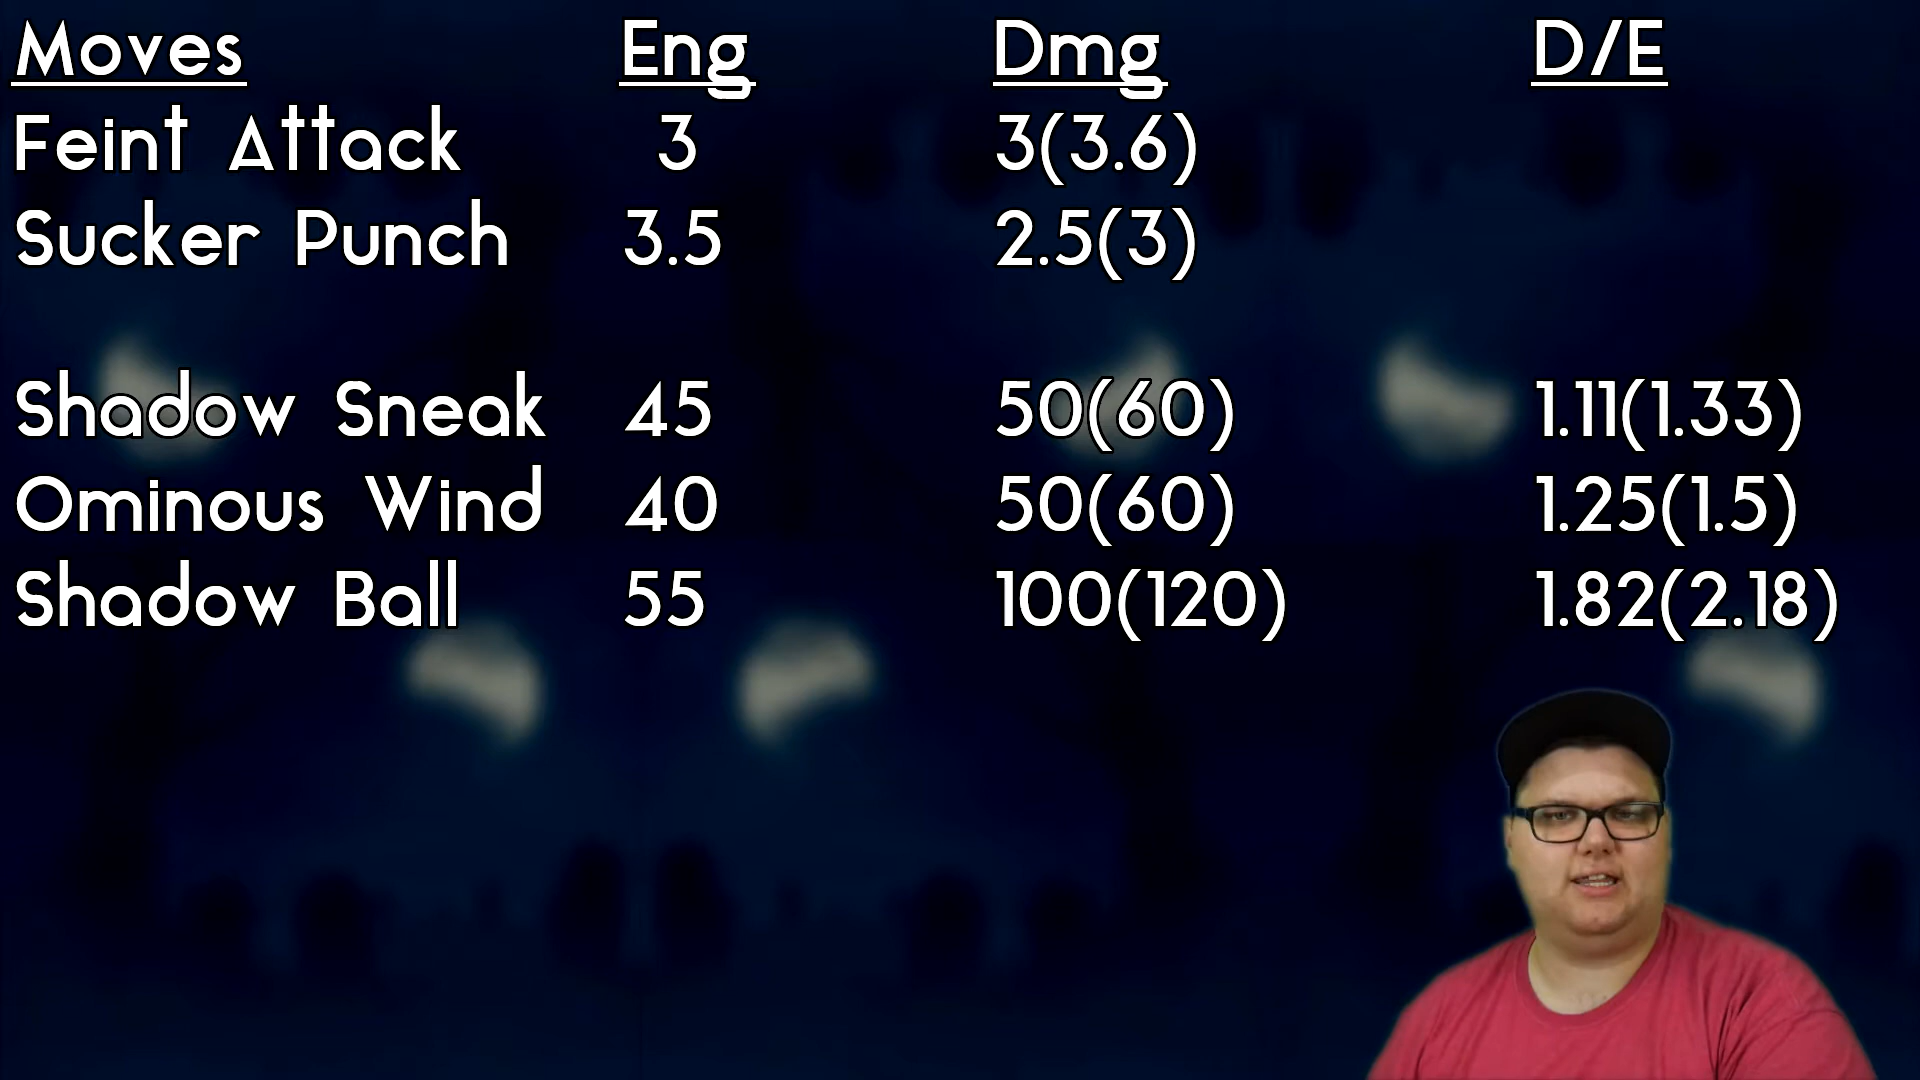 Moves Eng Dmg D/E
Feint Attack 3 3(3.6)
Sucker Punch 3.5 2.5(3)
Shadow Sneak 45 50(60) 1.11(1.33)
Ominous Wind 40 50(60) 1.25(1.5)
Shadow Ball 55 100(120) 1.82(2.18)